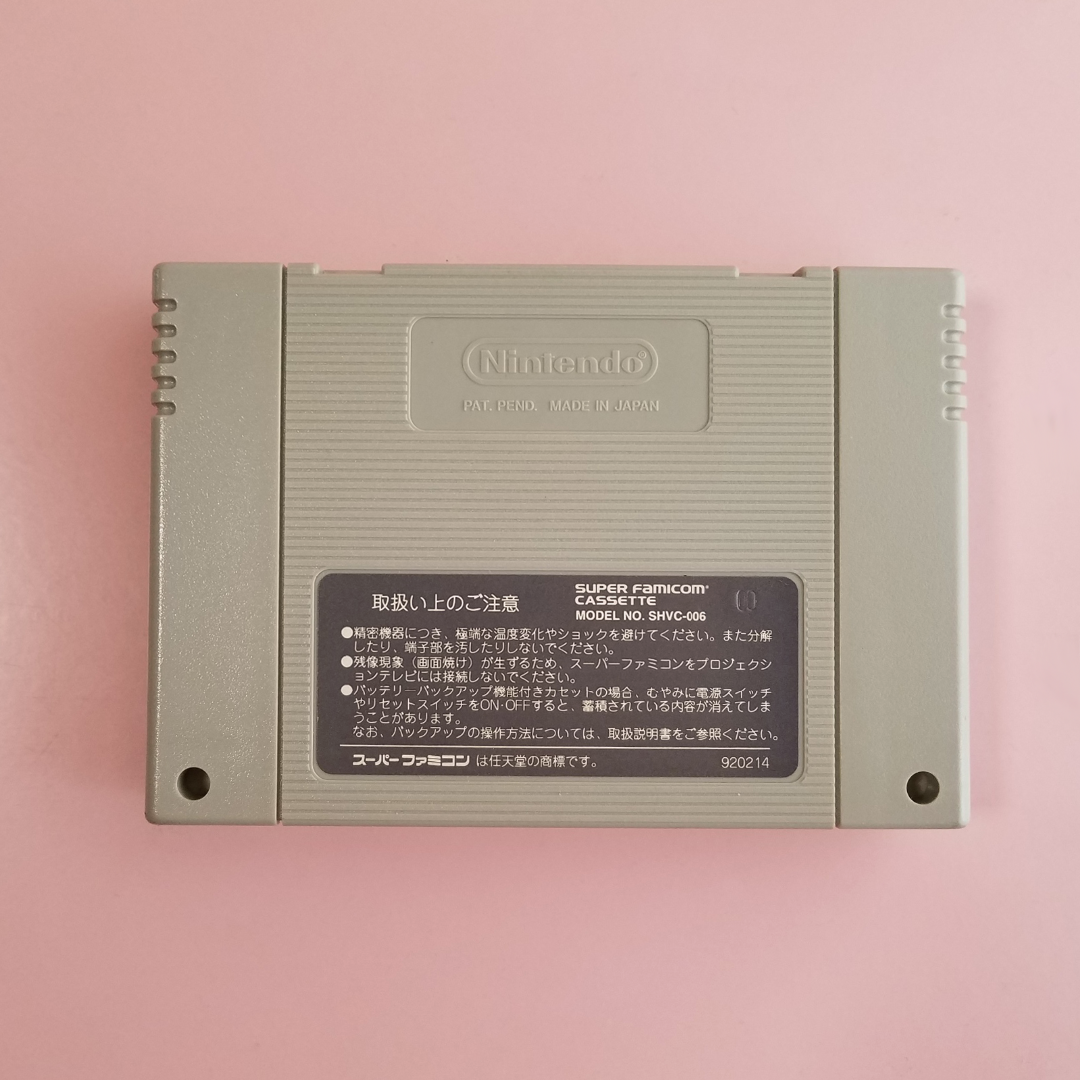 Nintendo®
PAT. PEND. MADE IN JAPAN
取扱い上のご注意
SUPER FAMICOM®
CASSETTE
MODEL NO. SHVC-006
●精密機器につき、極端な温度変化やショックを避けてください。また分解
したり、端子部を汚したりしないでください。
●残像現象（画面焼け）が生ずるため、スーパーファミコンをプロジェクシ
ョンテレビには接続しないでください。
●バッテリーバックアップ機能付きカセットの場合、むやみに電源スイッチ
やリセットスイッチをON·OFFすると、蓄積されている内容が消えてしま
うことがあります。
なお、バックアップの操作方法については、取扱説明書をご参照ください。
スーパーファミコン は任天堂の商標です。 920214